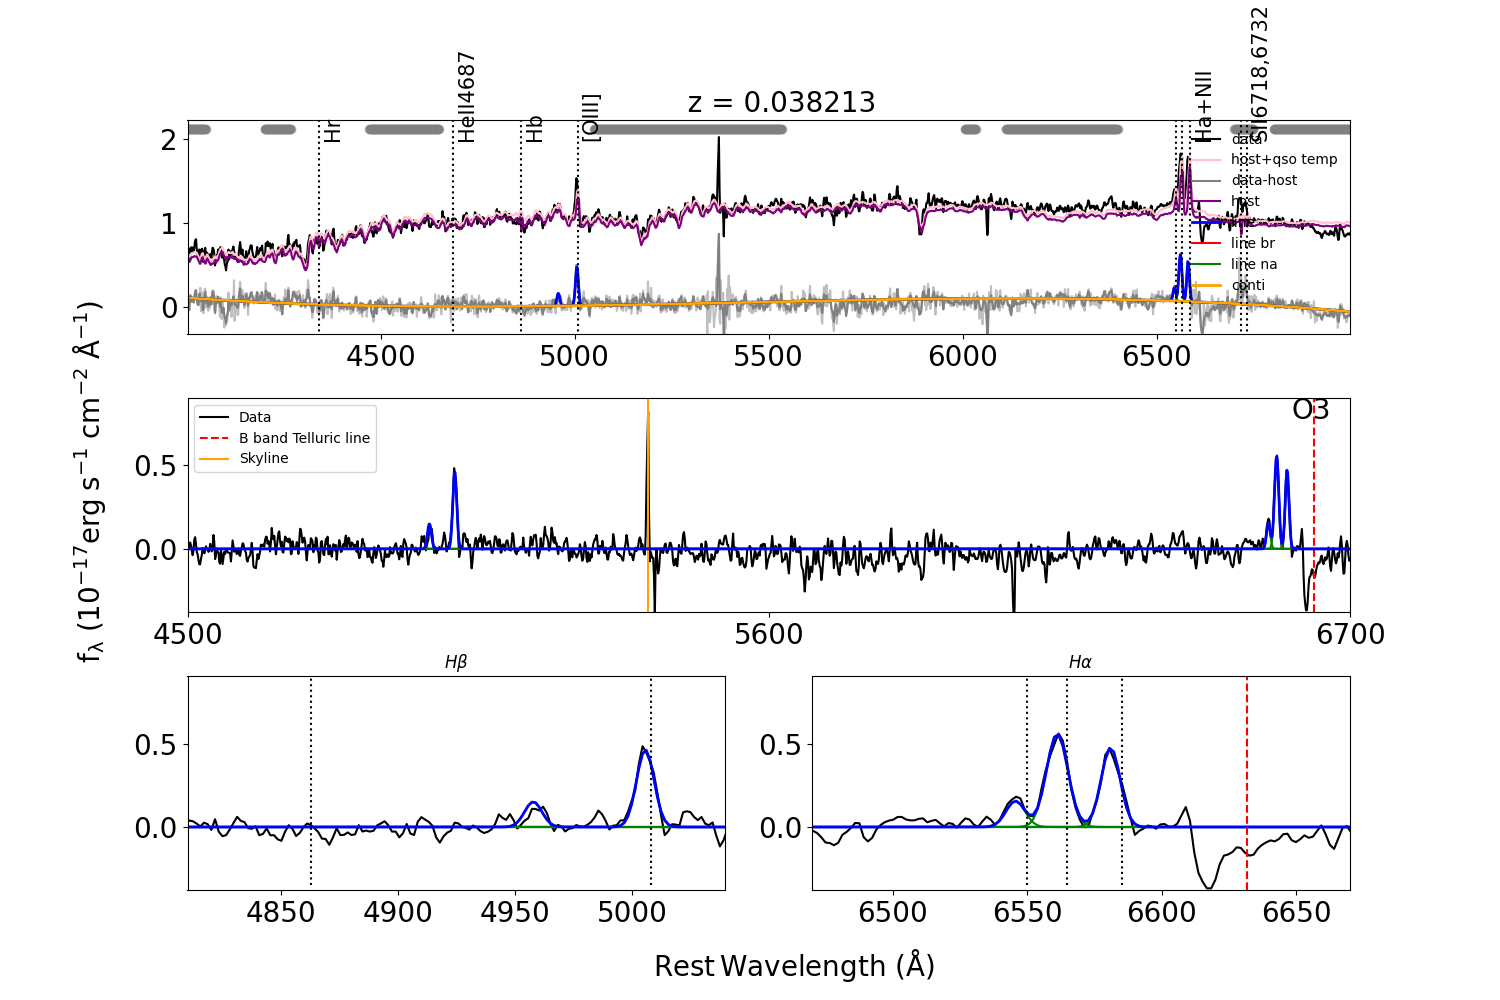 z = 0.038213
Hr
HeII4687
Hb
[OIII]
Ha+NII
SII6718,6732
2
1
0
data
host+qso temp
data-host
host
line br
line na
conti
4500
5000
5500
6000
6500
fλ (10⁻¹⁷erg s⁻¹ cm⁻² Å⁻¹)
0.5
0.0
Data
B band Telluric line
Skyline
O3
4500
5600
6700
Hβ
0.5
0.0
4850
4900
4950
5000
Hα
0.5
0.0
6500
6550
6600
6650
Rest Wavelength (Å)